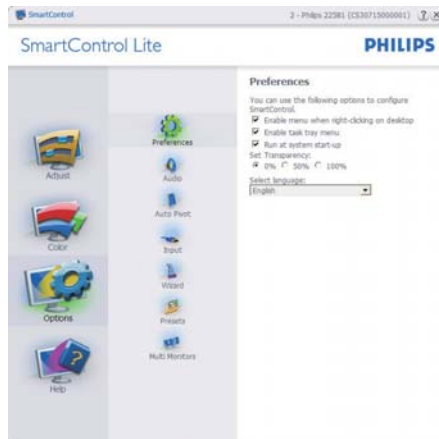 SmartControl
2 - Philips 225B1 (CS30715000001)
SmartControl Lite
PHILIPS
Adjust
Color
Options
Help
Preferences
Audio
Auto Pivot
Input
Wizard
Presets
Multi Monitors
Preferences
You can use the following options to configure
SmartControl.
Enable menu when right-clicking on desktop
Enable task tray menu
Run at system start-up
Set Transparency:
0% 50% 100%
Select language:
English